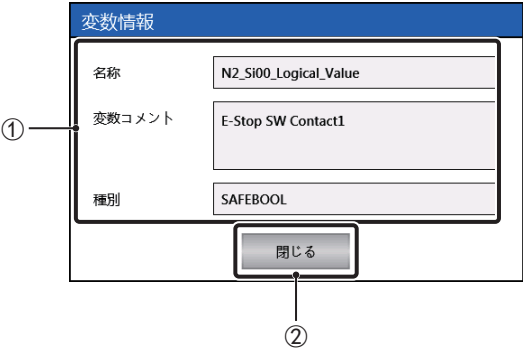 変数情報
名称 N2_Si00_Logical_Value
変数コメント E-Stop SW Contact1
①
種別 SAFEBOOL
閉じる
②